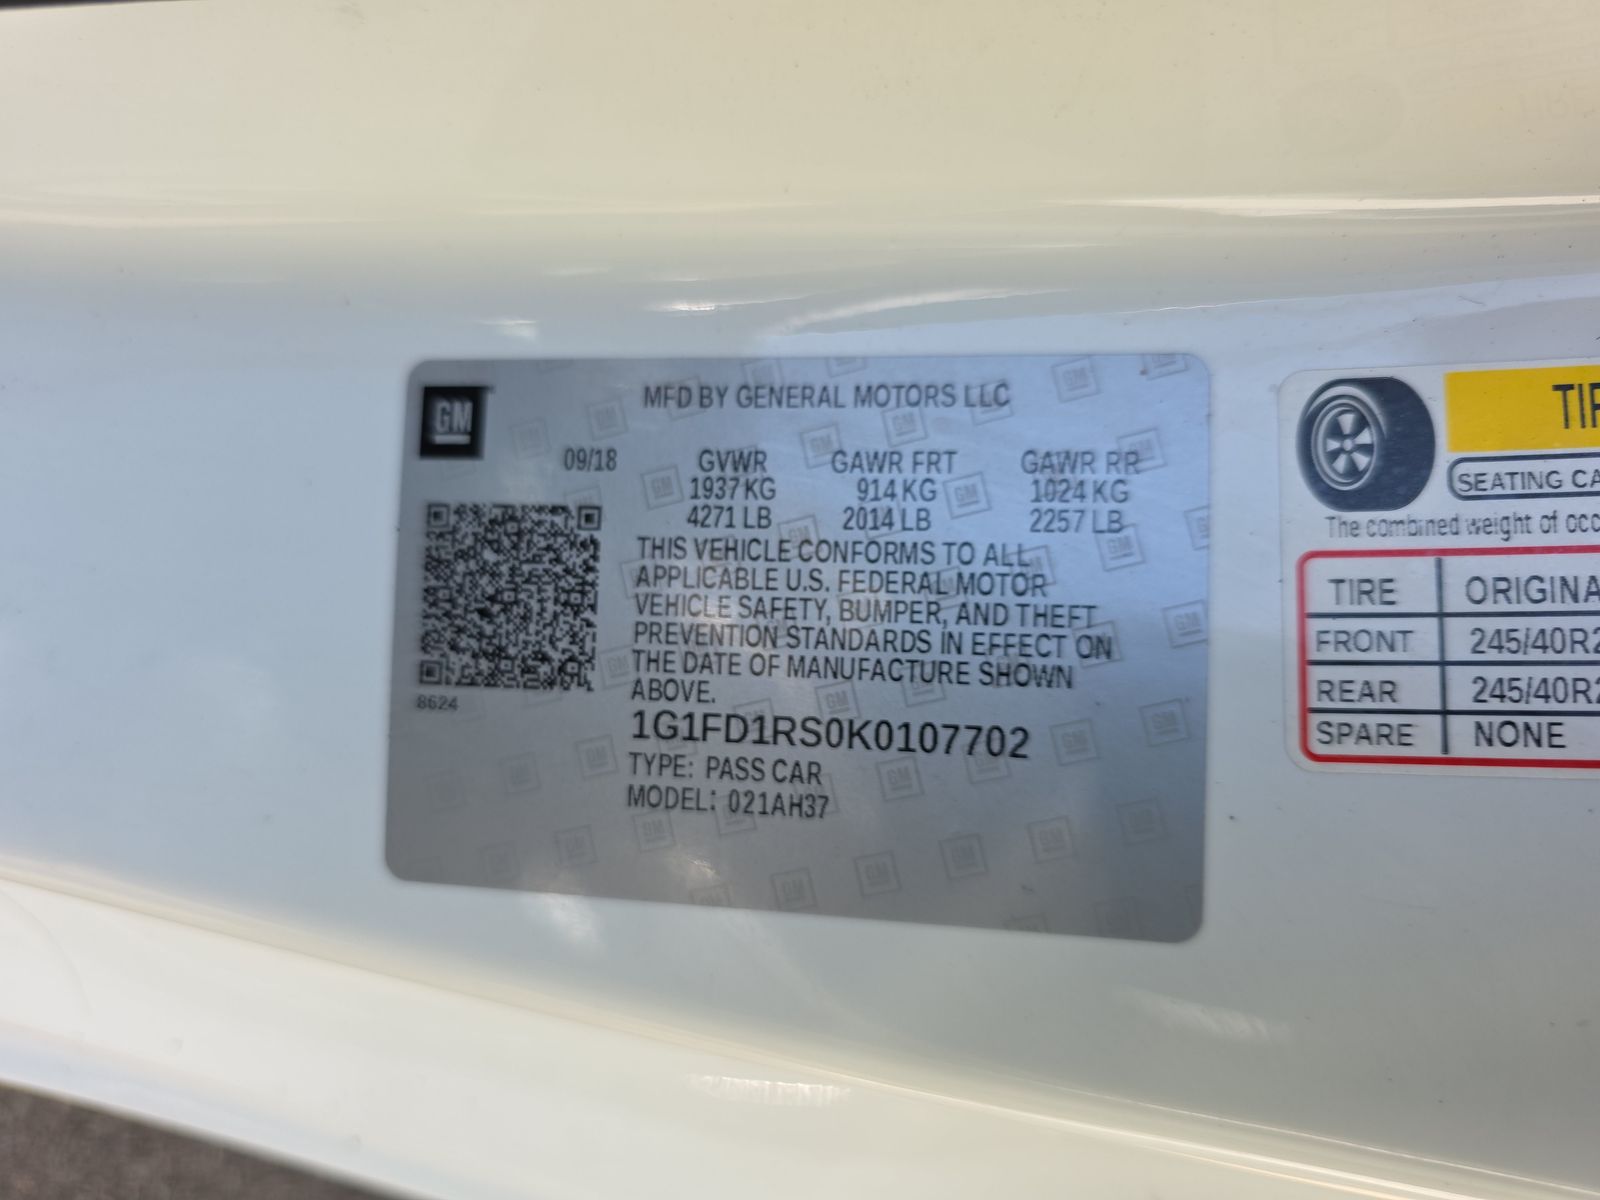 GM
MFD BY GENERAL MOTORS LLC
09/18
GVWR GAWR FRT GAWR RR
1937 KG 914 KG 1024 KG
4271 LB 2014 LB 2257 LB
THIS VEHICLE CONFORMS TO ALL
APPLICABLE U.S. FEDERAL MOTOR
VEHICLE SAFETY, BUMPER, AND THEFT
PREVENTION STANDARDS IN EFFECT ON
THE DATE OF MANUFACTURE SHOWN
ABOVE.
8624
1G1FD1RS0K0107702
TYPE: PASS CAR
MODEL: 021AH37
SEATING
The combined weight of
TIRE
FRONT 245/40R2
REAR 245/40R2
SPARE NONE